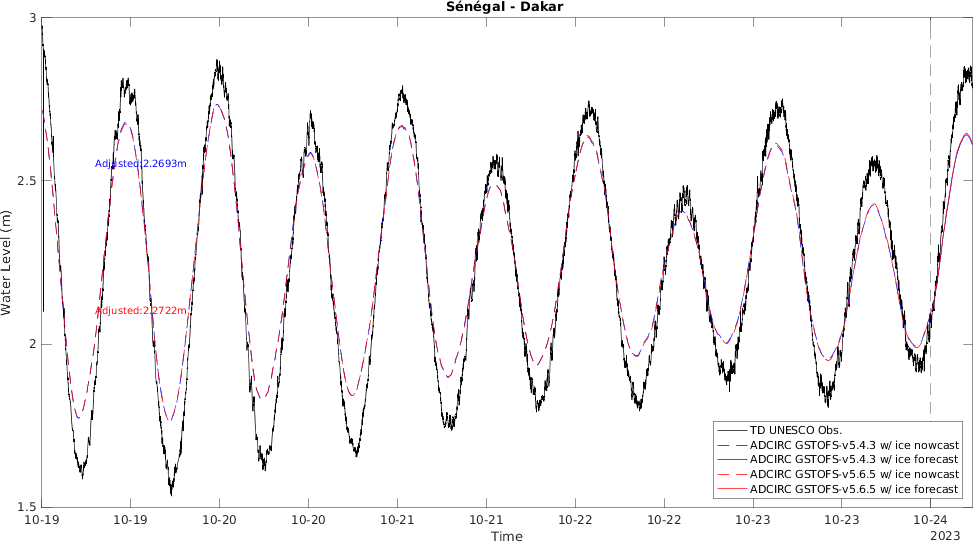 Sénégal - Dakar
3
2.5
2
1.5
Water Level (m)
Adjusted:2.2693m
Adjusted:2.2722m
TD UNESCO Obs.
ADCIRC GSTOFS-v5.4.3 w/ ice nowcast
ADCIRC GSTOFS-v5.4.3 w/ ice forecast
ADCIRC GSTOFS-v5.6.5 w/ ice nowcast
ADCIRC GSTOFS-v5.6.5 w/ ice forecast
10-19 10-19 10-20 10-20 10-21 10-21 10-22 10-22 10-23 10-23 10-24
Time
2023